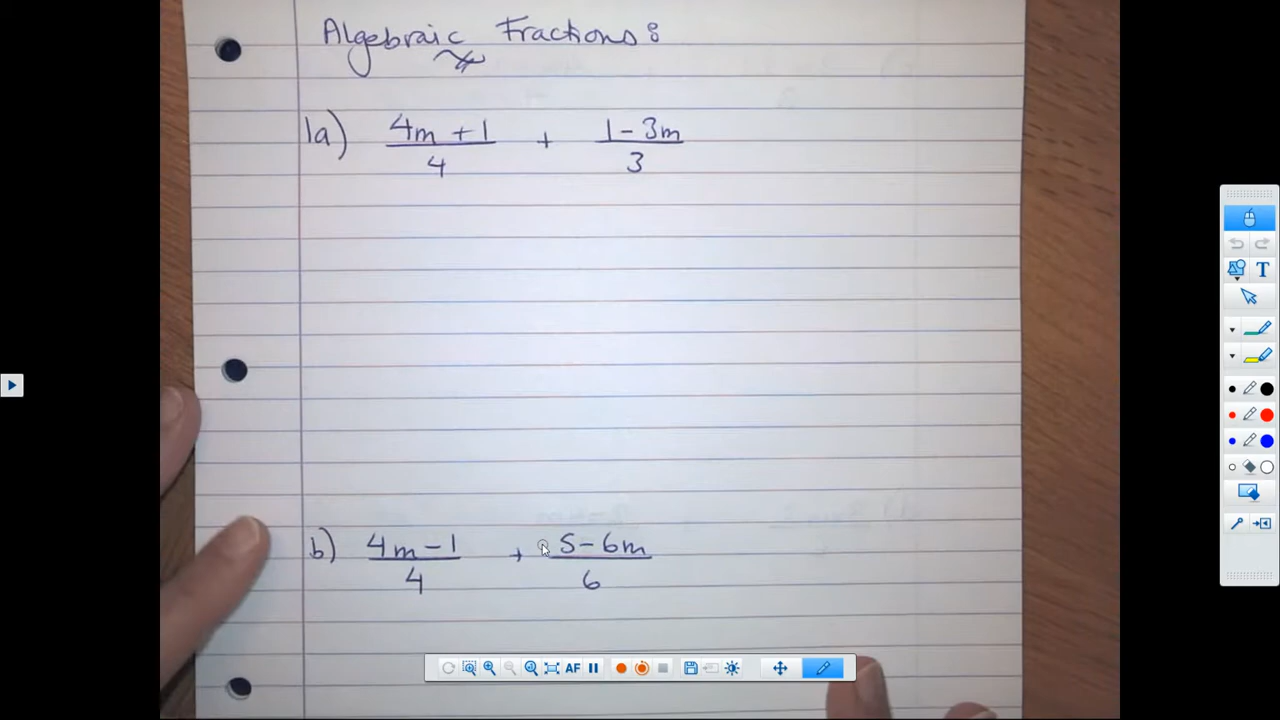 Algebraic Fractions:
1a) 4m + 1 / 4 + 1 - 3m / 3
b) 4m - 1 / 4 + 5 - 6m / 6
AF
T